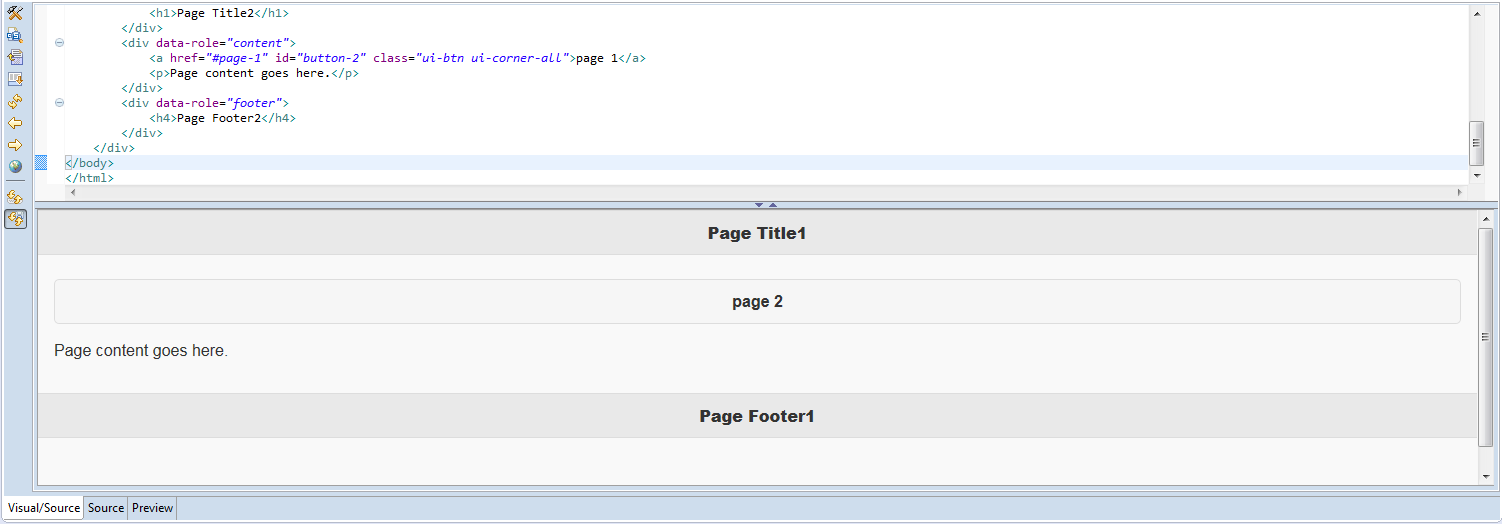 <h1>Page Title2</h1>
</div>
<div data-role="content">
<a href="#page-1" id="button-2" class="ui-btn ui-corner-all">page 1</a>
<p>Page content goes here.</p>
</div>
<div data-role="footer">
<h4>Page Footer2</h4>
</div>
</div>
</body>
</html>
Page Title1
page 2
Page content goes here.
Page Footer1
Visual/Source Source Preview